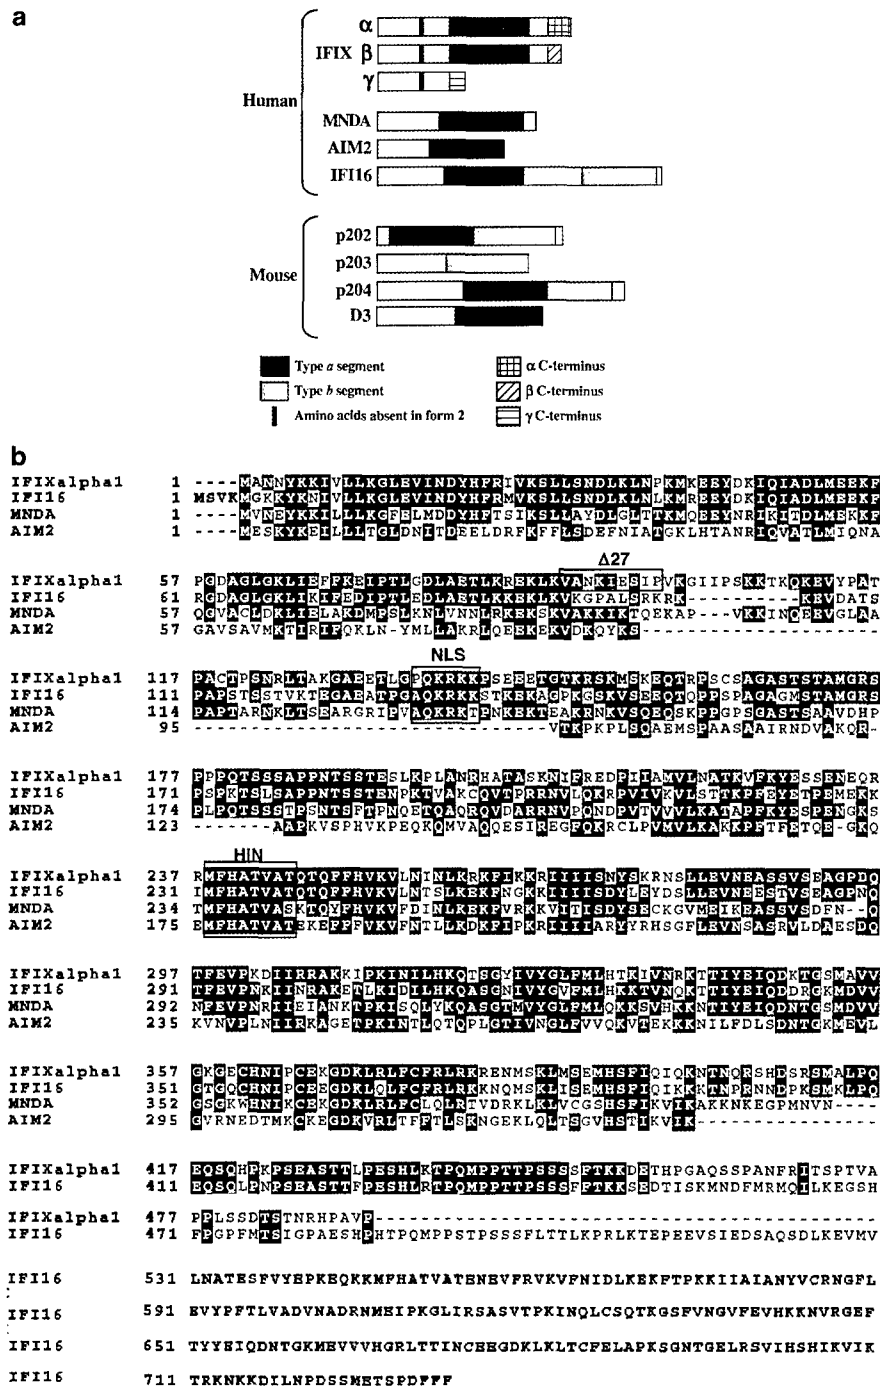 a
α
IFIX β
γ
Human
MNDA
AIM2
IFI16
p202
Mouse
p203
p204
D3
Type a segment
Type b segment
Amino acids absent in form 2
α C-terminus
β C-terminus
γ C-terminus
b
IFIXalpha1 1 ----MANNYKKIVLLKGLEVINDYHFRIVKSLLSNDLKLNPKMKEEYDKIQIADLMEEKF
IFI16 1 MSVKMGKKYKNIVLLKGLEVINDYHFRMVKSLLSNDLKLNLKMREEYDKIQIADLMEEKF
MNDA 1 ----MVNEYKKILLLKGFELMDDYHFTSIKSLLAYDLGLTTKMQEEYNRIKITDLMEKKF
AIM2 1 ----MESKYKEILLLTGLDNITDEELDRFKFFLSDEFNIATGKLHTANRIQVATLMIQNA
Δ27
IFIXalpha1 57 PGDAGLGKLIEFFKEIPTLGDLAETLKREKLKVANKIESIPVKGIIPSKKTKQKEVYPAT
IFI16 61 RGDAGLGKLIKIFEDIPTLEDLAETLKKEKLKVKGPALSRKRK----------KEVDATS
MNDA 57 QGVACLDKLIELAKDMPSLKNLVNNLRKEKSKVAKKIKTQEKAP---VKKINQEEVGLAA
AIM2 57 GAVSAVMKTIRIFQKLN-YMLLAKRLQEEKEKVDKQYKS---------------------
NLS
IFIXalpha1 117 PACTPSNRLTAKGAEETLGPQKRKKPSEEETGTKRSKMSKEQTRPSCSAGASTSTAMGRS
IFI16 111 PAPSTSSTVKTEGAEATPGAQKRKKSTKEKAGPKGSKVSEEQTQPPSPAGAGMSTAMGRS
MNDA 114 PAPTARNKLTSEARGRIPVAQKRKTPNKEKTEAKRNKVSQEQSKPPGPSGASTSAAVDHP
AIM2 95 --------------------------------VTKPKPLSQAEMSPAASAAIRNDVAKQR-
IFIXalpha1 177 PPPQTSSSAPPNTSSTESLKPLANRHATASKNIFREDPIIAMVLNATKVFKYESSENEQR
IFI16 171 PSPKTSLSAPPNTSSTENPKTVAKCQVTPRRNVLQKRPVIVKVLSTTKPFEYETPEMEKK
MNDA 174 PLPQTSSSTPSNTSFTPNQETQAQRQVDARRNVPQNDPVTVVVLKATAPFKYESPENGKS
AIM2 123 -------AAPKVSPHVKPEQKQMVAQQESIREGFQKRCLPVMVLKAKKPFTFETQE-GKQ
HIN
IFIXalpha1 237 RMFHATVATQTQFFHVKVLNINLKRKFIKKRIIIISNYSKRNSLLEVNEASSVSEAGPDQ
IFI16 231 IMFHATVATQTQFFHVKVLNTSLKEKFNGKKIIIISDYLEYDSLLEVNEESTVSEAGPNQ
MNDA 234 TMFHATVASKTQYFHVKVFDINLKEKFVRKKVITISDYSECKGVMEIKEASSVSDFN--Q
AIM2 175 EMFHATVATEKEFFFVKVFNTLLKDKFIPKRIIIIARYYRHSGFLEVNSASRVLDAESDQ
IFIXalpha1 297 TFEVPKDIIRRAKKIPKINILHKQTSGYIVYGLFMLHTKIVNRKTTIYEIQDKTGSMAVV
IFI16 291 TFEVPNKIINRAKETLKIDILHKQASGNIVYGVFMLHKKTVNQKTTIYEIQDDRGKMDVV
MNDA 292 NFEVPNRIIEIANKTPKISQLYKQASGTMVYGLFMLQKKSVHKKNTIYEIQDNTGSMDVV
AIM2 235 KVNVPLNIIRKAGETPKINTLQTQPLGTIVNGLFVVQKVTEKKKNILFDLSDNTGKMEVL
IFIXalpha1 357 GKGECHNIPCEKGDKLRLFCFRLRKRENMSKLMSEMHSFIQIQKNTNQRSHDSRSMALPQ
IFI16 351 GTGQCHNIPCEEGDKLQLFCFRLRKKNQMSKLISEMHSFIQIKKKTNPRNNDPKSMKLPQ
MNDA 352 GSGKWHNIKCEKGDKLRLFCLQLRTVDRKLKLVCGSHSFIKVIKAKKNKEGPMNVN----
AIM2 295 GVRNEDTMKCKEGDKVRLTFFTLSKNGEKLQLTSGVHSTIKVIK----------------
IFIXalpha1 417 EQSQHPKPSEASTTLPESHLKTPQMPPTTPSSSSFTKKDETHPGAQSSPANFRITSPTVA
IFI16 411 EQSQLPNPSEASTTFPESHLRTPQMPPTTPSSSFFTKKSEDTISKMNDFMRMQILKEGSH
IFIXalpha1 477 PPLSSDTSTNRHPAVP--------------------------------------------
IFI16 471 FPGPFMTSIGPAESHPHTPQMPPSTPSSSFLTTLKPRLKTEPEEVSIEDSAQSDLKEVMV
IFI16 531 LNATESFVYEPKEQKKMFHATVATENEVFRVKVFNIDLKEKFTPKKIIAIANYVCRNGFL
IFI16 591 EVYPFTLVADVNADRNMEIPKGLIRSASVTPKINQLCSQTKGSFVNGVFEVHKKNVRGEF
IFI16 651 TYYEIQDNTGKMEVVVHGRLTTINCEEGDKLKLTCFELAPKSGNTGELRSVIHSHIKVIK
IFI16 711 TRKNKKDILNPDSSMETSPDFFF